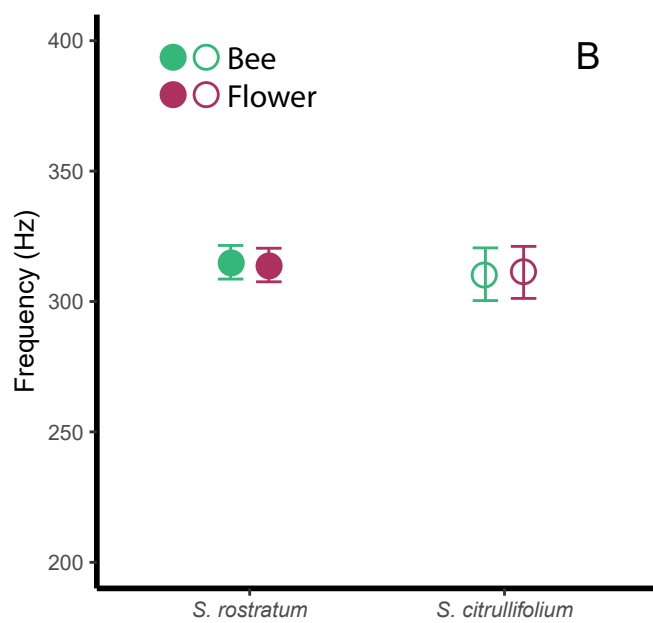 B
Bee
Flower
Frequency (Hz)
400
350
300
250
200
S. rostratum
S. citrullifolium